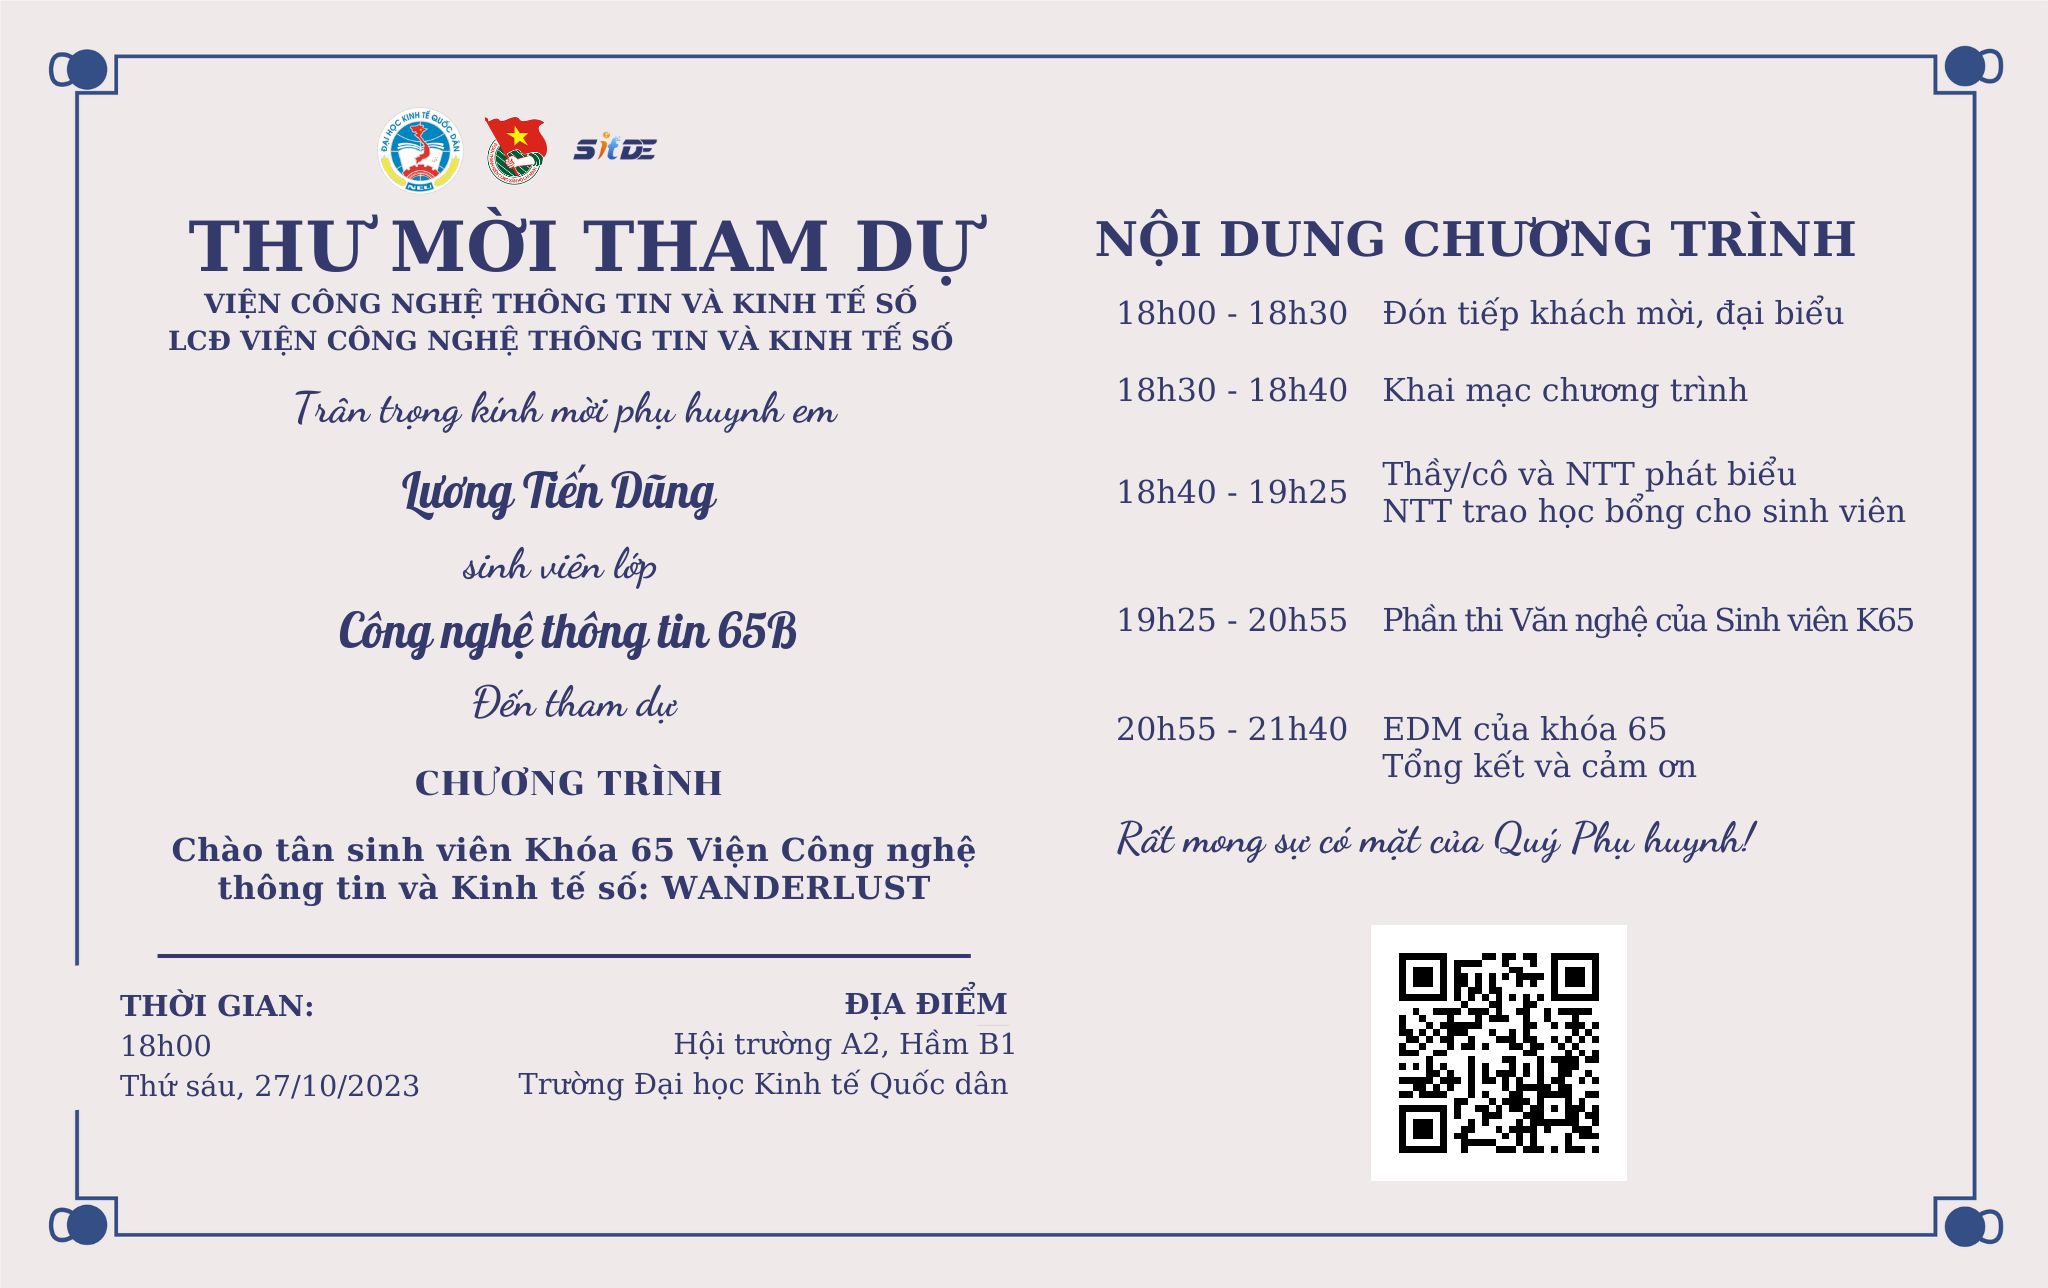 ĐẠI HỌC KINH TẾ QUỐC DÂN
NEU
SITDE
THƯ MỜI THAM DỰ
VIỆN CÔNG NGHỆ THÔNG TIN VÀ KINH TẾ SỐ
LCĐ VIỆN CÔNG NGHỆ THÔNG TIN VÀ KINH TẾ SỐ
Trân trọng kính mời phụ huynh em
Lương Tiến Dũng
sinh viên lớp
Công nghệ thông tin 65B
Đến tham dự
CHƯƠNG TRÌNH
Chào tân sinh viên Khóa 65 Viện Công nghệ
thông tin và Kinh tế số: WANDERLUST
THỜI GIAN:
18h00
Thứ sáu, 27/10/2023
ĐỊA ĐIỂM
Hội trường A2, Hầm B1
Trường Đại học Kinh tế Quốc dân
NỘI DUNG CHƯƠNG TRÌNH
18h00 - 18h30 Đón tiếp khách mời, đại biểu
18h30 - 18h40 Khai mạc chương trình
18h40 - 19h25 Thầy/cô và NTT phát biểu
NTT trao học bổng cho sinh viên
19h25 - 20h55 Phần thi Văn nghệ của Sinh viên K65
20h55 - 21h40 EDM của khóa 65
Tổng kết và cảm ơn
Rất mong sự có mặt của Quý Phụ huynh!